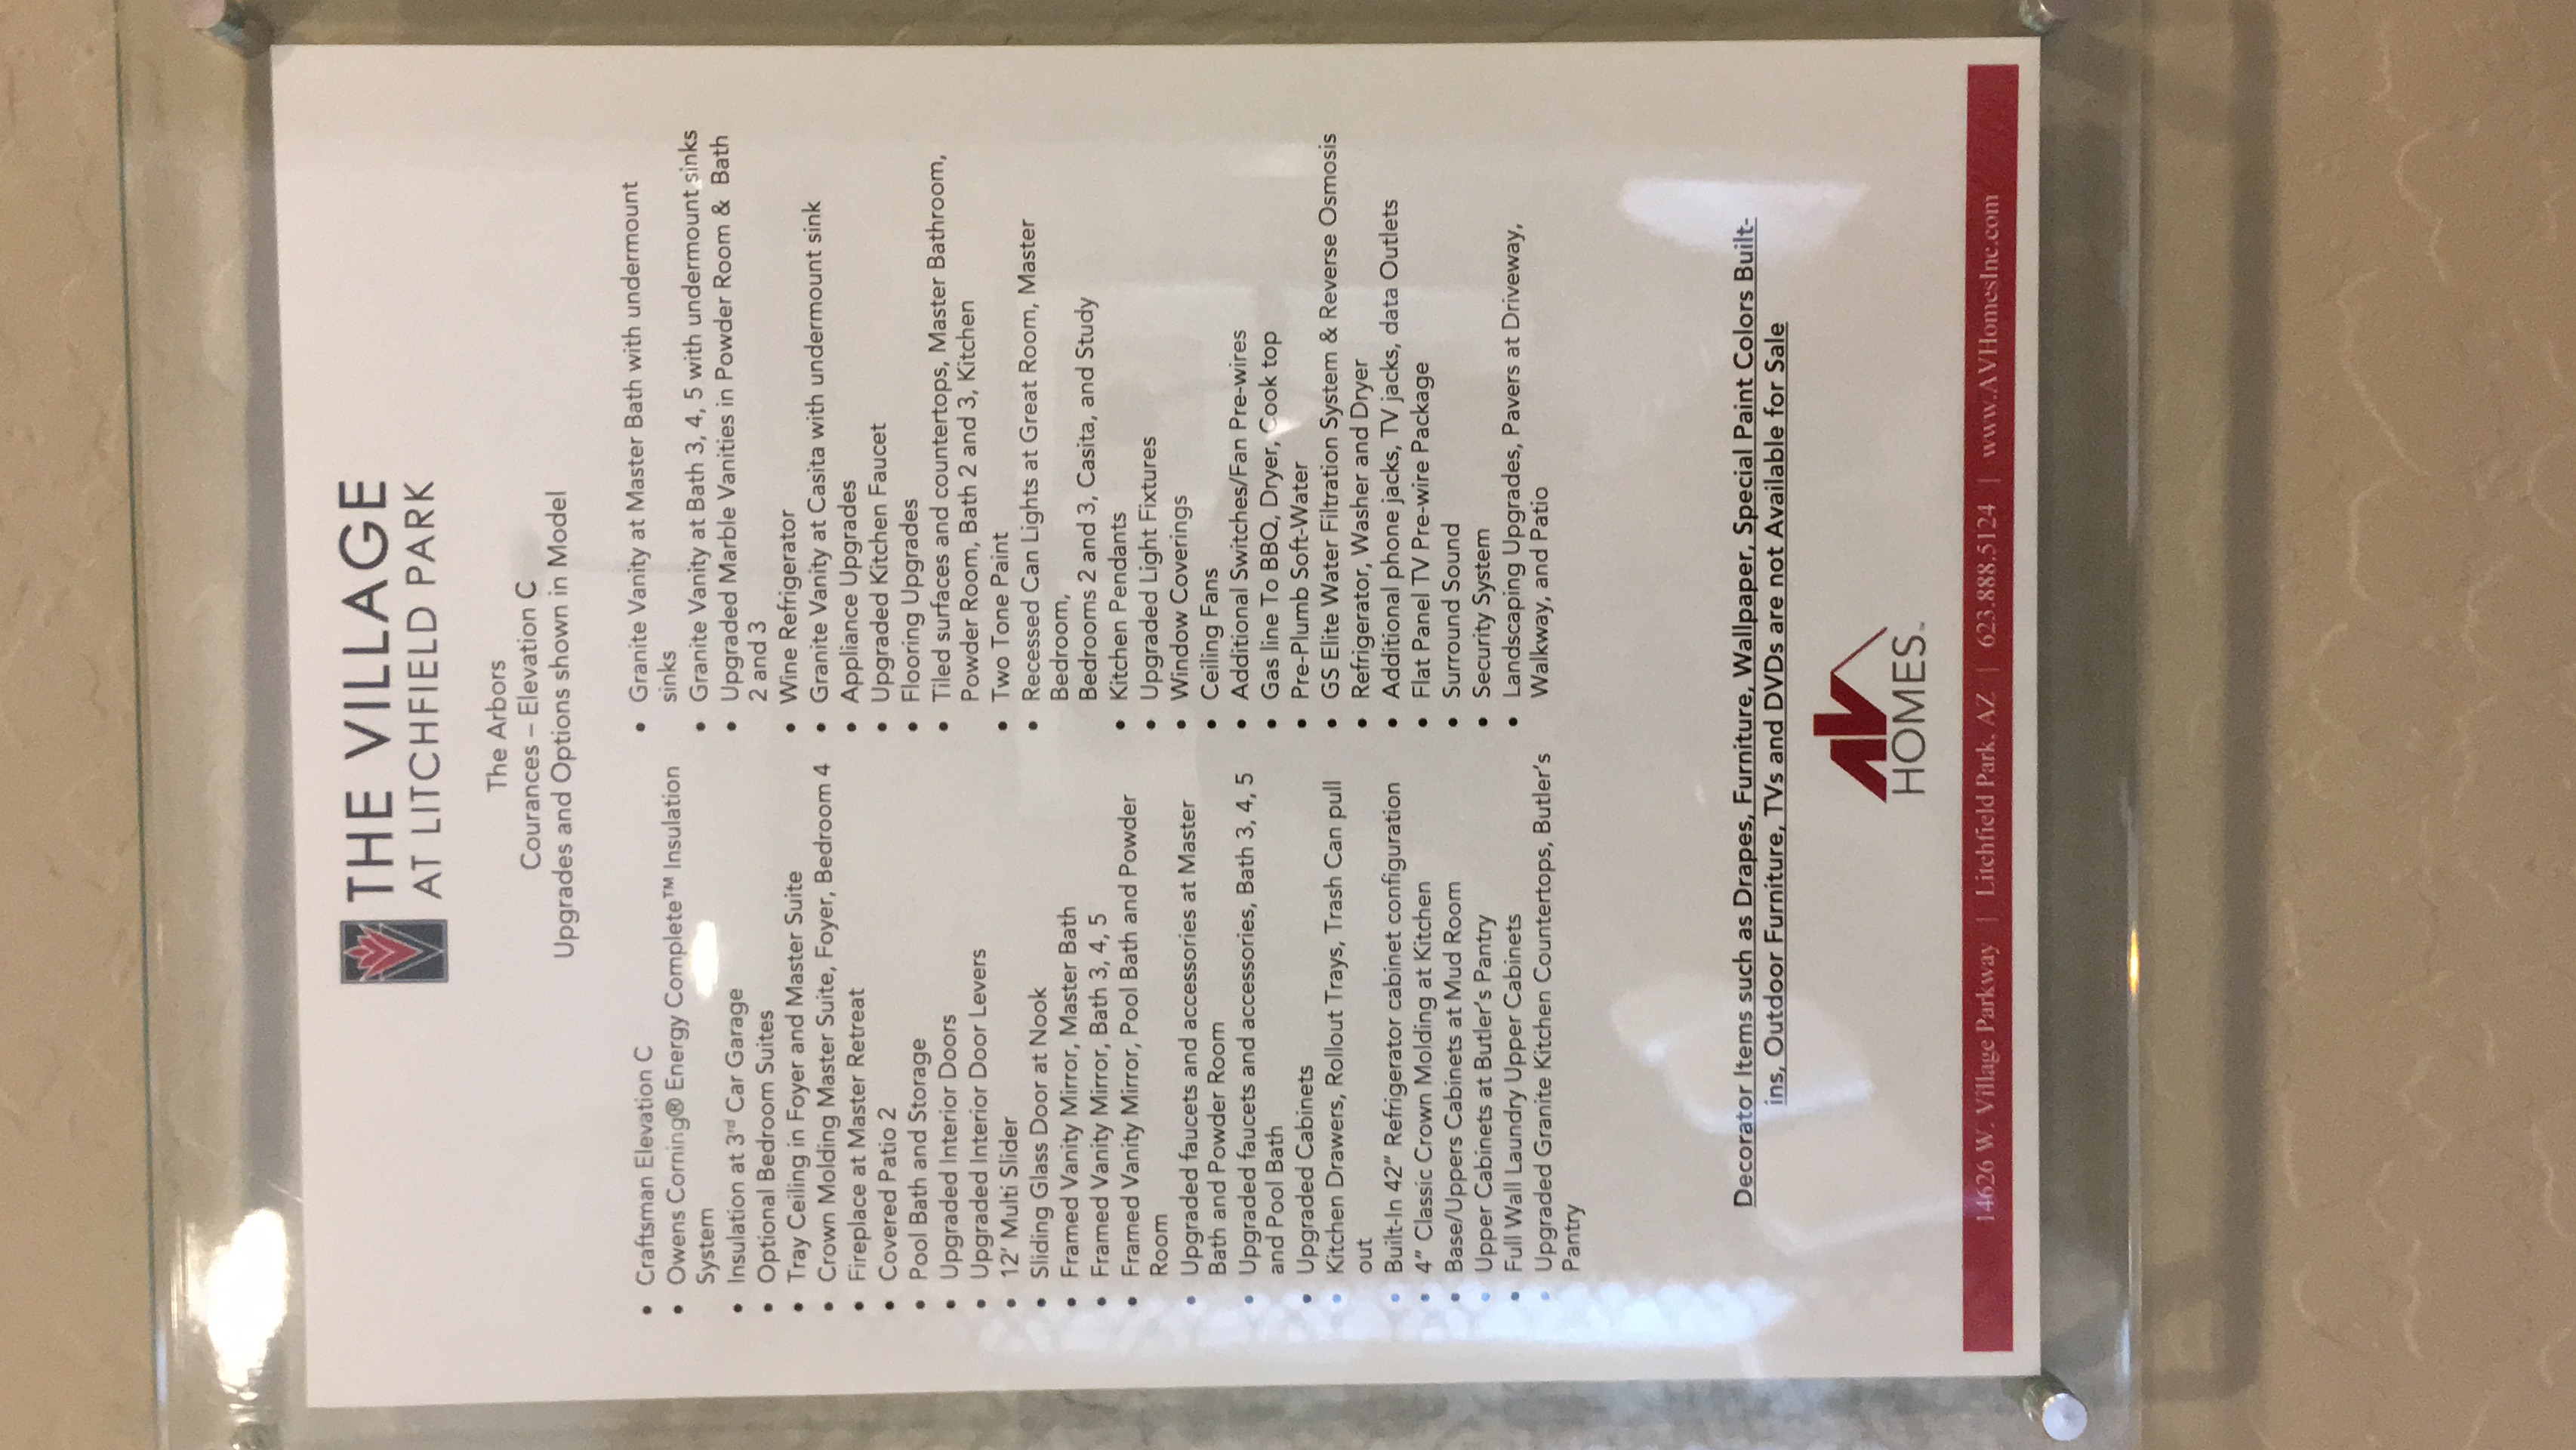 THE VILLAGE
AT LITCHFIELD PARK
The Arbors
Courances – Elevation C
Upgrades and Options shown in Model
• Craftsman Elevation C
• Owens Corning® Energy Complete™ Insulation
System
• Insulation at 3rd Car Garage
• Optional Bedroom Suites
• Tray Ceiling in Foyer and Master Suite
• Crown Molding Master Suite, Foyer, Bedroom 4
• Fireplace at Master Retreat
• Covered Patio 2
• Pool Bath and Storage
• Upgraded Interior Doors
• Upgraded Interior Door Levers
• 12’ Multi Slider
• Sliding Glass Door at Nook
• Framed Vanity Mirror, Master Bath
• Framed Vanity Mirror, Bath 3, 4, 5
• Framed Vanity Mirror, Pool Bath and Powder
Room
• Upgraded faucets and accessories at Master
Bath and Powder Room
• Upgraded faucets and accessories, Bath 3, 4, 5
and Pool Bath
• Upgraded Cabinets
• Kitchen Drawers, Rollout Trays, Trash Can pull
out
• Built-In 42” Refrigerator cabinet configuration
• 4” Classic Crown Molding at Kitchen
• Base/Uppers Cabinets at Mud Room
• Upper Cabinets at Butler’s Pantry
• Full Wall Laundry Upper Cabinets
• Upgraded Granite Kitchen Countertops, Butler’s
Pantry
• Granite Vanity at Master Bath with undermount
sinks
• Granite Vanity at Bath 3, 4, 5 with undermount sinks
• Upgraded Marble Vanities in Powder Room & Bath
2 and 3
• Wine Refrigerator
• Granite Vanity at Casita with undermount sink
• Appliance Upgrades
• Upgraded Kitchen Faucet
• Flooring Upgrades
• Tiled surfaces and countertops, Master Bathroom,
Powder Room, Bath 2 and 3, Kitchen
• Two Tone Paint
• Recessed Can Lights at Great Room, Master
Bedroom,
Bedrooms 2 and 3, Casita, and Study
• Kitchen Pendants
• Upgraded Light Fixtures
• Window Coverings
• Ceiling Fans
• Additional Switches/Fan Pre-wires
• Gas line To BBQ, Dryer, Cook top
• Pre-Plumb Soft-Water
• GS Elite Water Filtration System & Reverse Osmosis
• Refrigerator, Washer and Dryer
• Additional phone jacks, TV jacks, data Outlets
• Flat Panel TV Pre-wire Package
• Surround Sound
• Security System
• Landscaping Upgrades, Pavers at Driveway,
Walkway, and Patio
Decorator Items such as Drapes, Furniture, Wallpaper, Special Paint Colors Built-
ins, Outdoor Furniture, TVs and DVDs are not Available for Sale
AV
HOMES
14626 W. Village Parkway | Litchfield Park, AZ | 623.888.5124 | www.AVHomesInc.com